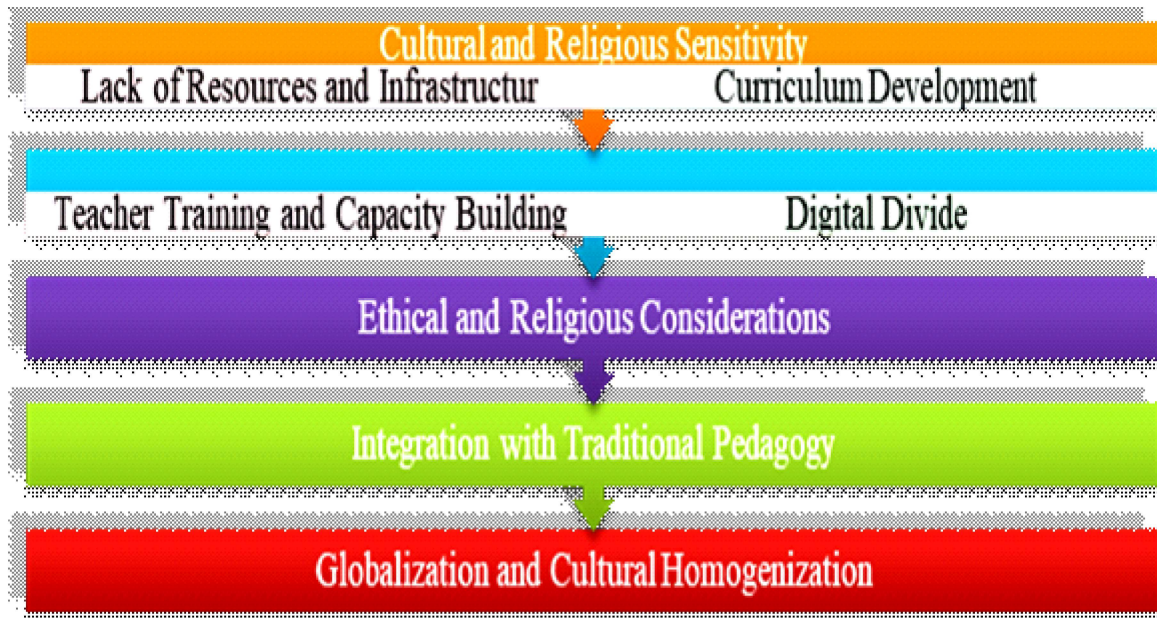 Cultural and Religious Sensitivity
Lack of Resources and Infrastructur
Curriculum Development
Teacher Training and Capacity Building
Digital Divide
Ethical and Religious Considerations
Integration with Traditional Pedagogy
Globalization and Cultural Homogenization